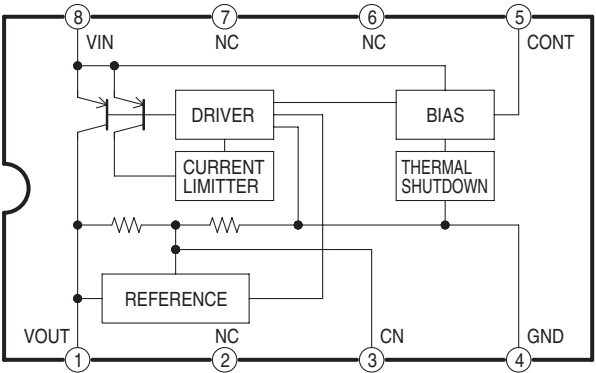 8 7 6 5
VIN NC NC CONT
DRIVER BIAS
CURRENT
LIMITTER
THERMAL
SHUTDOWN
REFERENCE
VOUT NC CN GND
1 2 3 4